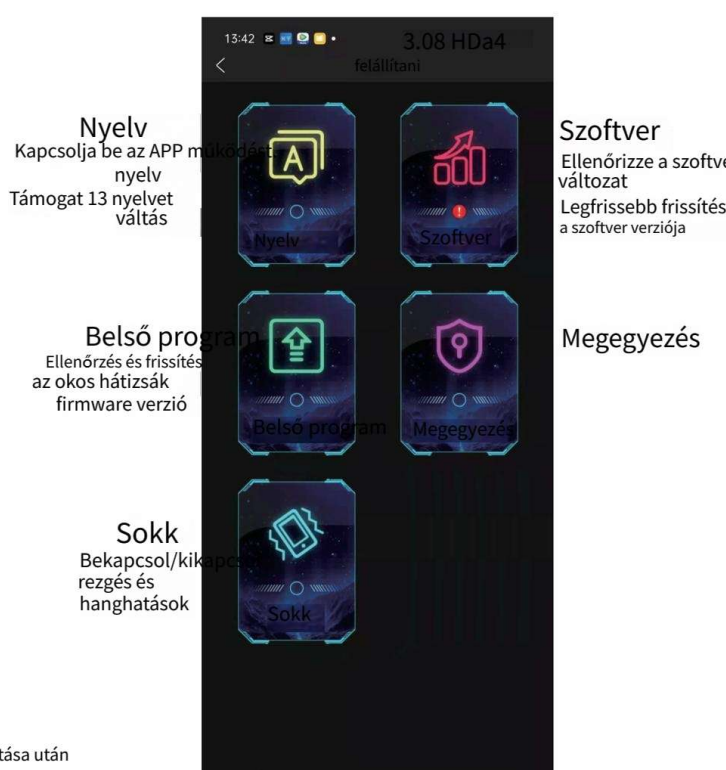 13:42
3.08 HDa4
felállítani
Nyelv
Kapcsolja be az APP működést.
nyelv
Támogat 13 nyelvet
váltás
Nyelv
Szoftver
Szoftver
Ellenőrizze a szoftve
változat
Legfrissebb frissítés
a szoftver verziója
Belső program
Ellenőrzés és frissítés
az okos hátizsák
firmware verzió
Belső program
Megegyezés
Megegyezés
Sokk
Bekapcsol/kikapcsol
rezgés és
hanghatások
Sokk
tása után